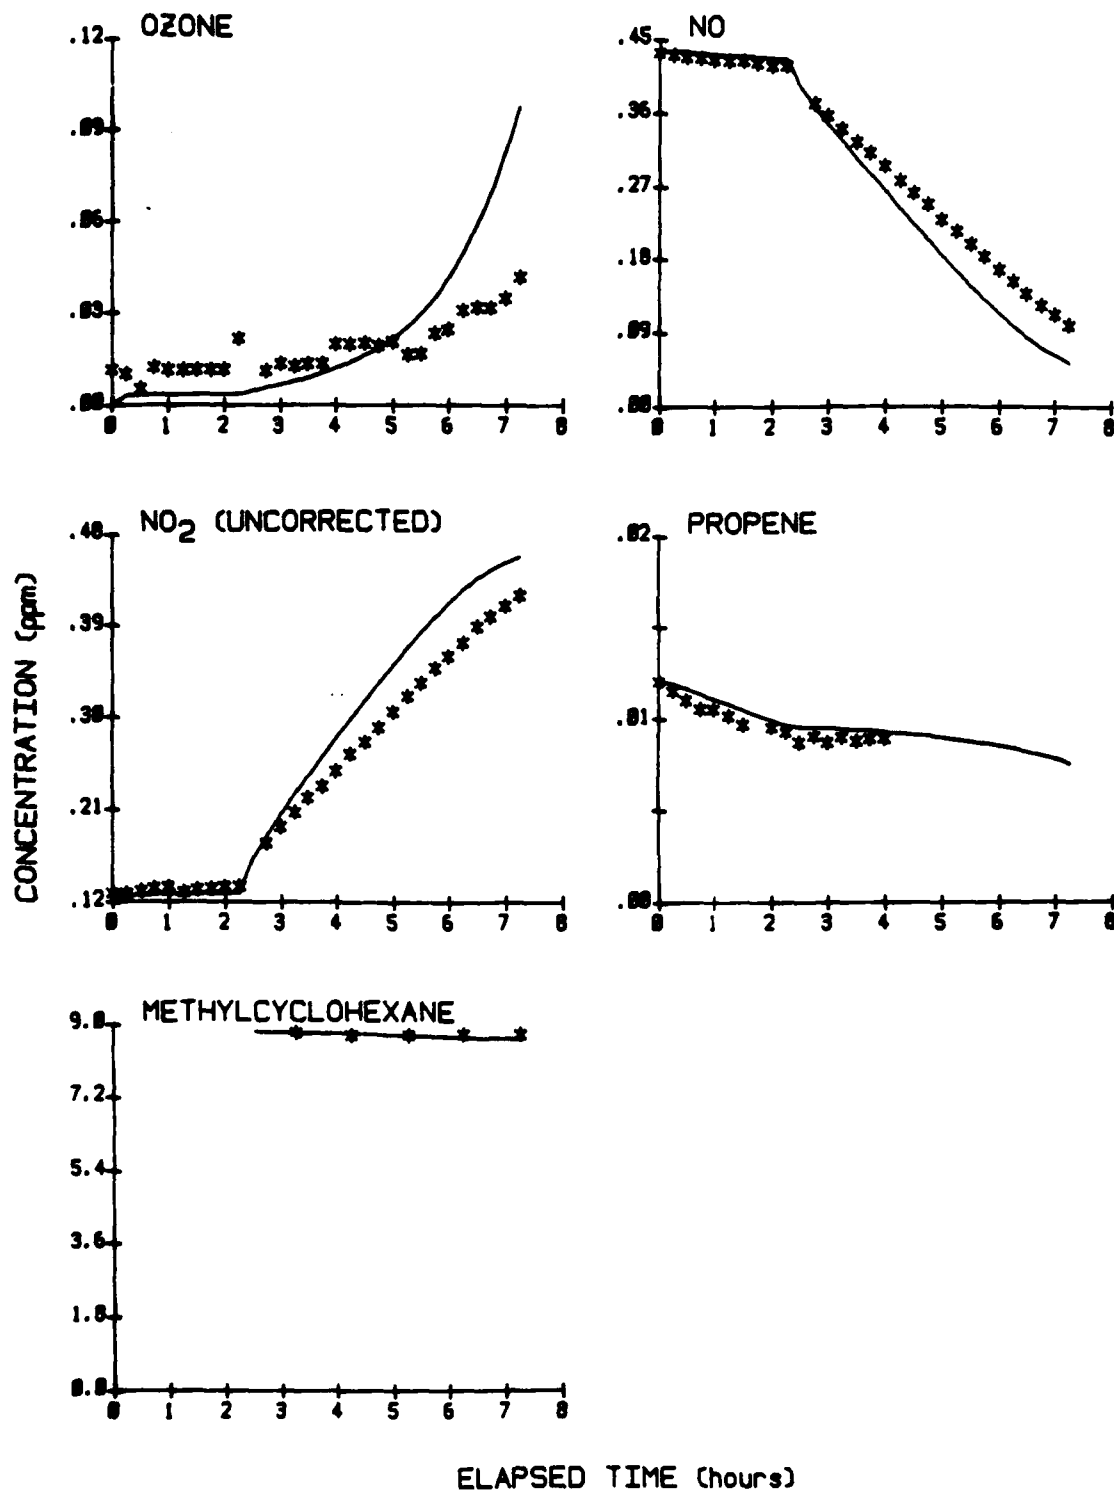 OZONE
.12
.09
.06
.03
.00
0 1 2 3 4 5 6 7 8
NO
.45
.36
.27
.18
.09
.00
0 1 2 3 4 5 6 7 8
NO2 (UNCORRECTED)
.48
.39
.30
.21
.12
0 1 2 3 4 5 6 7 8
PROPENE
.02
.01
.00
0 1 2 3 4 5 6 7 8
CONCENTRATION (ppm)
METHYLCYCLOHEXANE
9.0
7.2
5.4
3.6
1.8
0.0
0 1 2 3 4 5 6 7 8
ELAPSED TIME (hours)